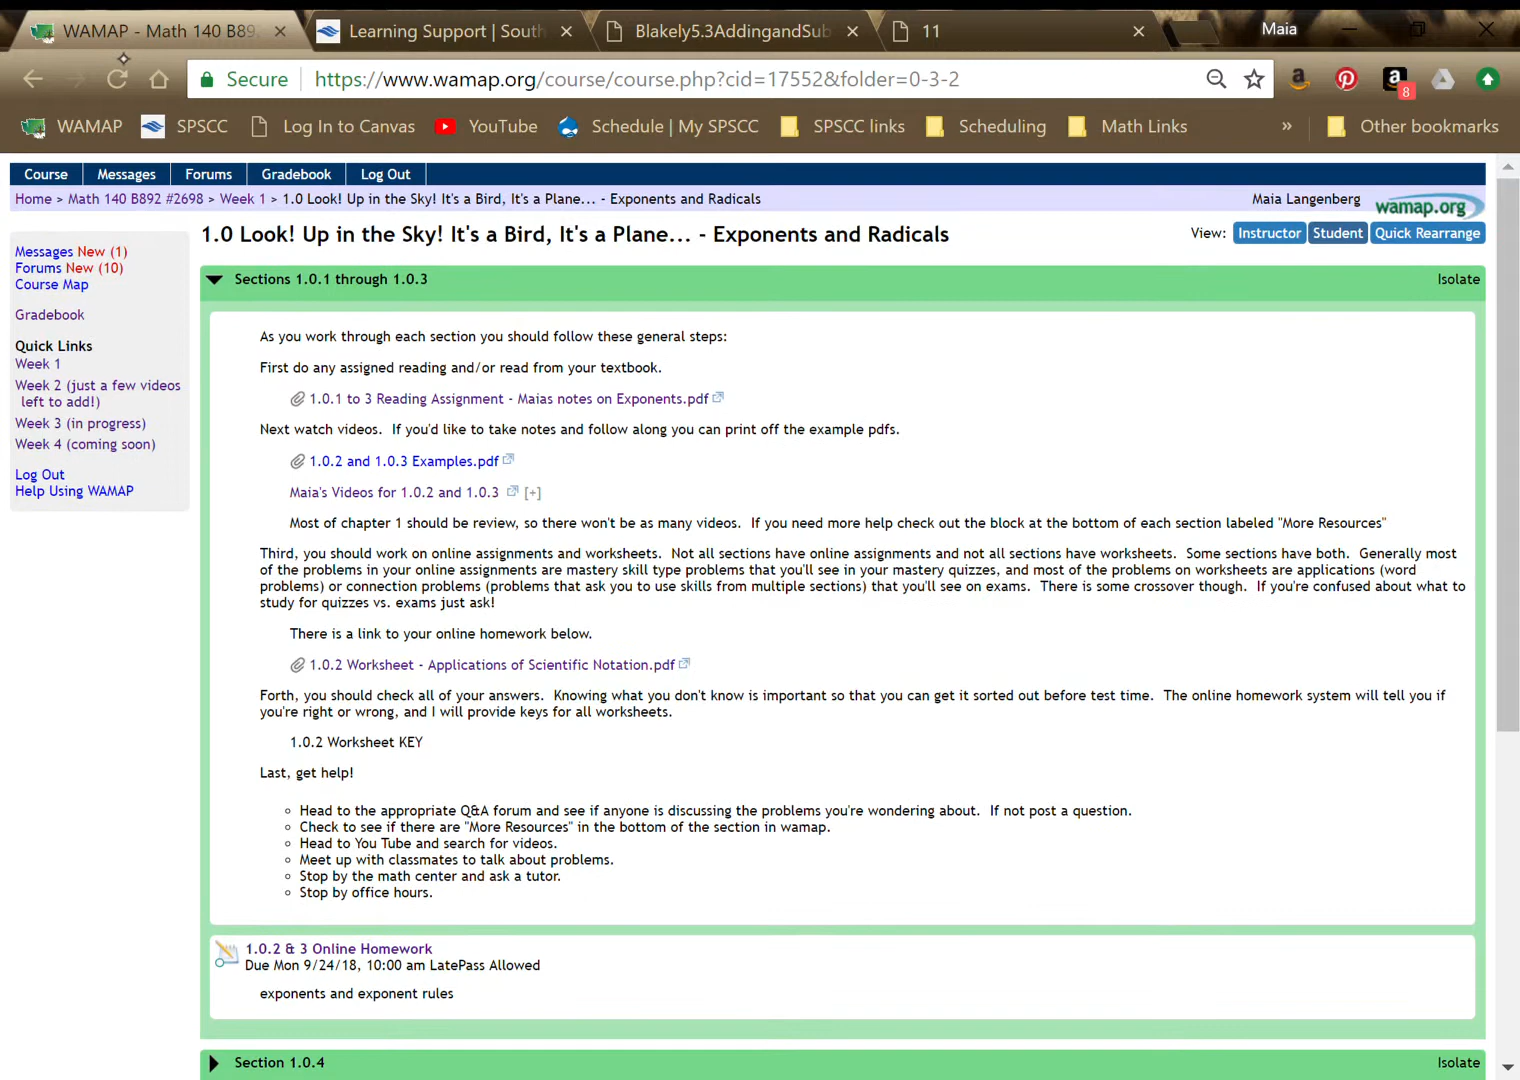 WAMAP - Math 140 B89
Learning Support | South
Blakely5.3AddingandSub
11
Maia
Secure
https://www.wamap.org/course/course.php?cid=17552&folder=0-3-2
8
WAMAP
SPSCC
Log In to Canvas
YouTube
Schedule | My SPSCC
SPSCC links
Scheduling
Math Links
»
Other bookmarks
Course
Messages
Forums
Gradebook
Log Out
Home > Math 140 B892 #2698 > Week 1 > 1.0 Look! Up in the Sky! It's a Bird, It's a Plane... - Exponents and Radicals
Maia Langenberg
wamap.org
Messages New (1)
Forums New (10)
Course Map
Gradebook
Quick Links
Week 1
Week 2 (just a few videos
left to add!)
Week 3 (in progress)
Week 4 (coming soon)
Log Out
Help Using WAMAP
1.0 Look! Up in the Sky! It's a Bird, It's a Plane... - Exponents and Radicals
View: Instructor Student Quick Rearrange
Sections 1.0.1 through 1.0.3
Isolate
As you work through each section you should follow these general steps:
First do any assigned reading and/or read from your textbook.
1.0.1 to 3 Reading Assignment - Maias notes on Exponents.pdf
Next watch videos.  If you'd like to take notes and follow along you can print off the example pdfs.
1.0.2 and 1.0.3 Examples.pdf
Maia's Videos for 1.0.2 and 1.0.3 [+]
Most of chapter 1 should be review, so there won't be as many videos.  If you need more help check out the block at the bottom of each section labeled "More Resources"
Third, you should work on online assignments and worksheets.  Not all sections have online assignments and not all sections have worksheets.  Some sections have both.  Generally most
of the problems in your online assignments are mastery skill type problems that you'll see in your mastery quizzes, and most of the problems on worksheets are applications (word
problems) or connection problems (problems that ask you to use skills from multiple sections) that you'll see on exams.  There is some crossover though.  If you're confused about what to
study for quizzes vs. exams just ask!
There is a link to your online homework below.
1.0.2 Worksheet - Applications of Scientific Notation.pdf
Forth, you should check all of your answers.  Knowing what you don't know is important so that you can get it sorted out before test time.  The online homework system will tell you if
you're right or wrong, and I will provide keys for all worksheets.
1.0.2 Worksheet KEY
Last, get help!
Head to the appropriate Q&A forum and see if anyone is discussing the problems you're wondering about.  If not post a question.
Check to see if there are "More Resources" in the bottom of the section in wamap.
Head to You Tube and search for videos.
Meet up with classmates to talk about problems.
Stop by the math center and ask a tutor.
Stop by office hours.
1.0.2 & 3 Online Homework
Due Mon 9/24/18, 10:00 am LatePass Allowed
exponents and exponent rules
Section 1.0.4
Isolate